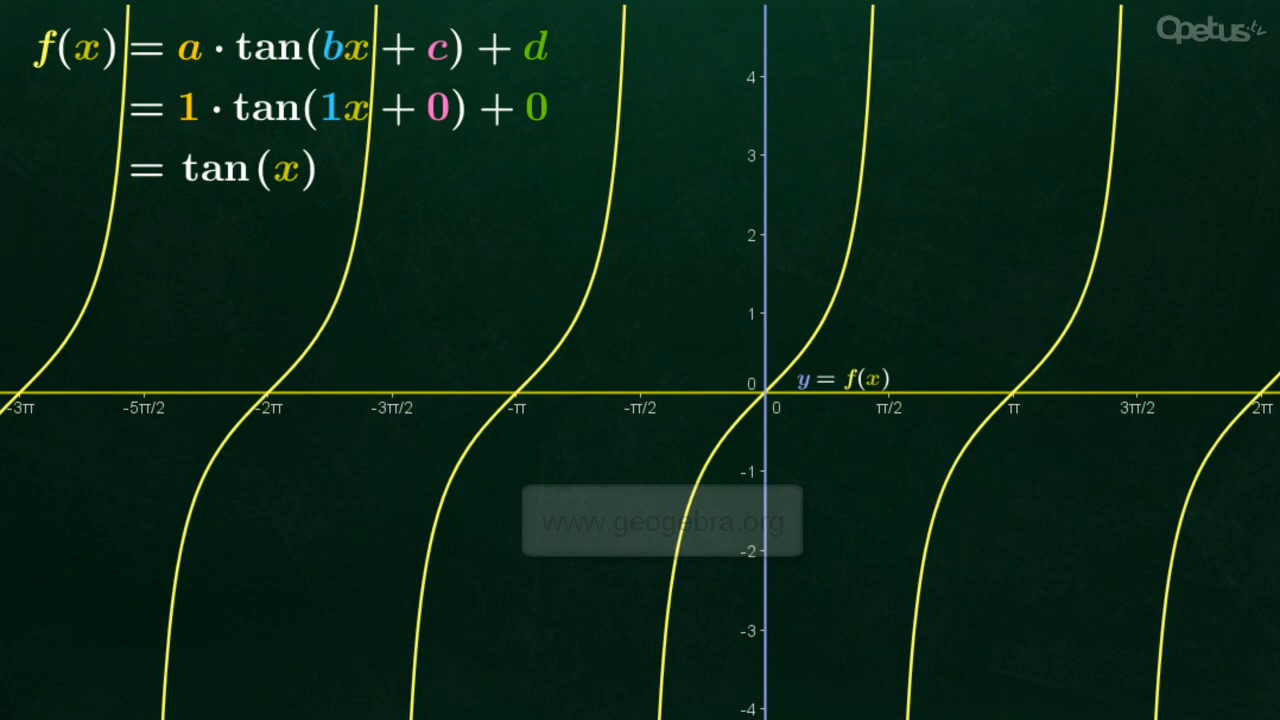 f(x) = a · tan(bx + c) + d
= 1 · tan(1x + 0) + 0
= tan (x)
Opetus.tv
4
3
2
1
0
y = f(x)
-3π -5π/2 -2π -3π/2 -π -π/2 0 π/2 π 3π/2 2π
-1
www.geogebra.org
-2
-3
-4